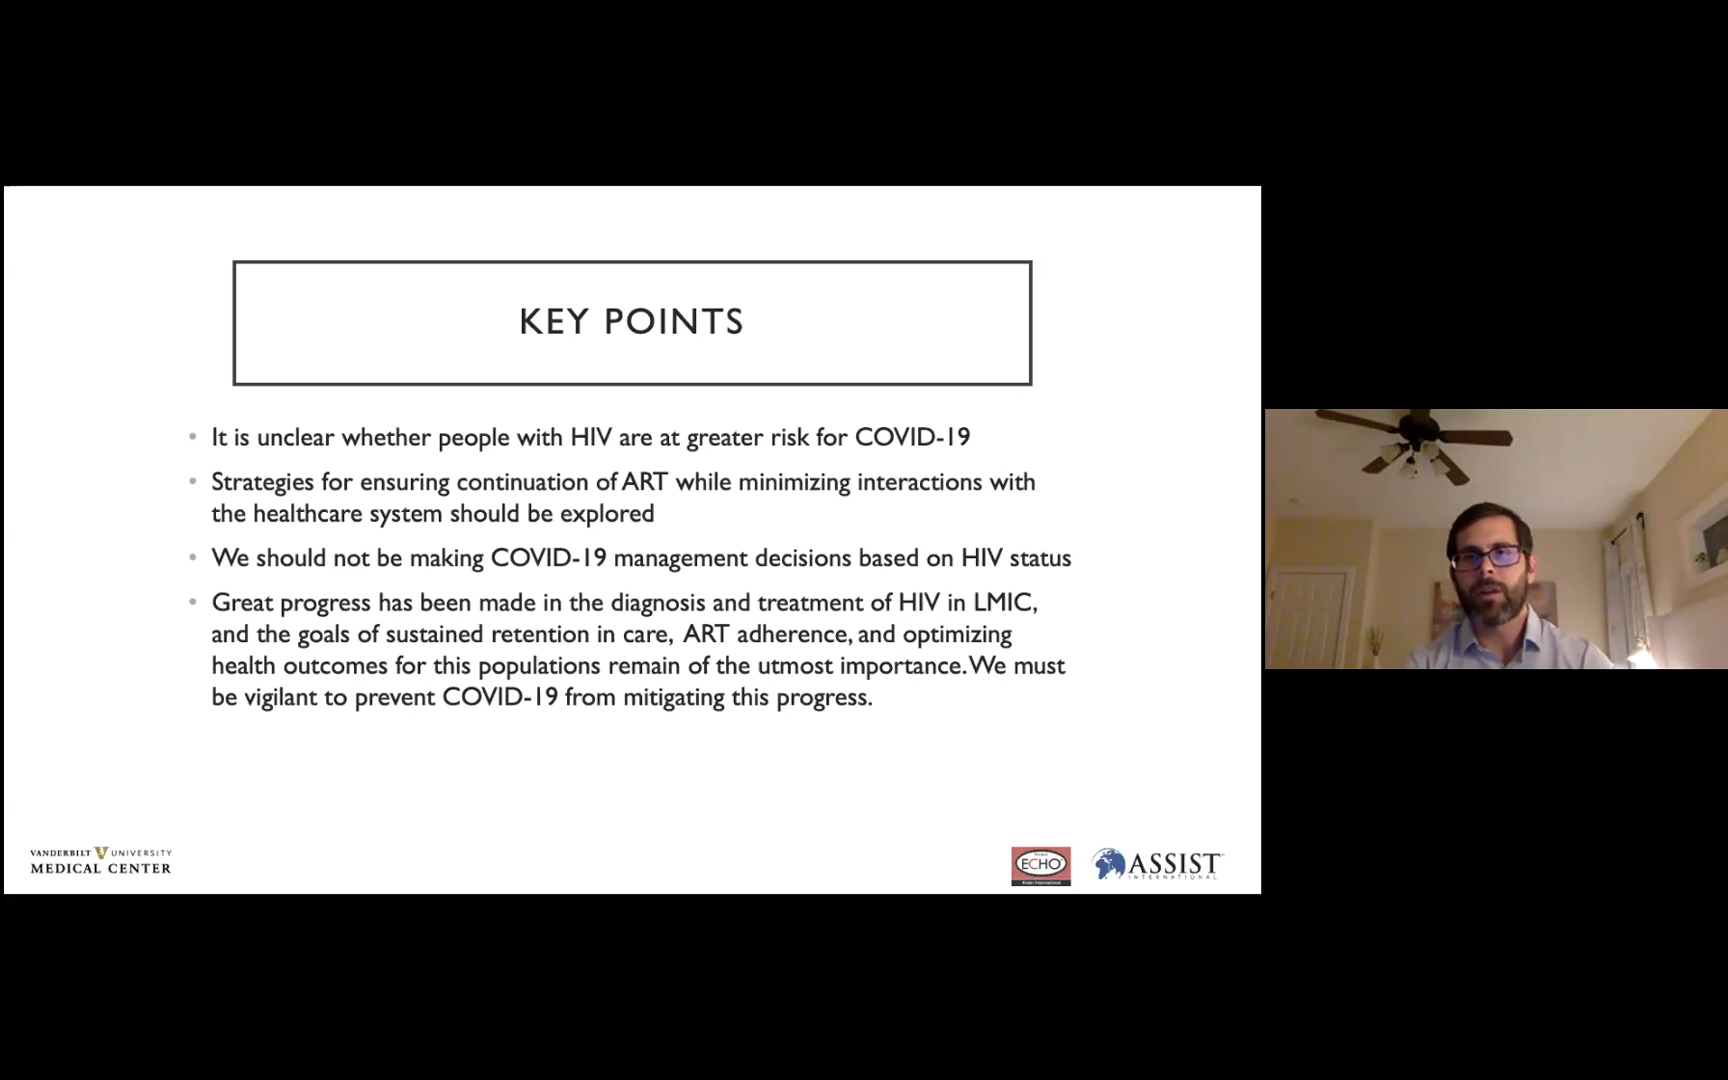 KEY POINTS
• It is unclear whether people with HIV are at greater risk for COVID-19
• Strategies for ensuring continuation of ART while minimizing interactions with
the healthcare system should be explored
• We should not be making COVID-19 management decisions based on HIV status
• Great progress has been made in the diagnosis and treatment of HIV in LMIC,
and the goals of sustained retention in care, ART adherence, and optimizing
health outcomes for this populations remain of the utmost importance. We must
be vigilant to prevent COVID-19 from mitigating this progress.
VANDERBILT V UNIVERSITY
MEDICAL CENTER
ECHO
ASSIST
INTERNATIONAL